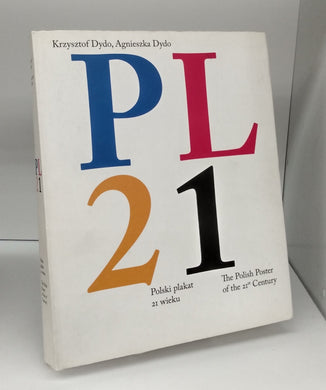 Krzysztof Dydo, Agnieszka Dydo
PL
21
Polski plakat
21 wieku
The Polish Poster
of the 21st Century
PL
21